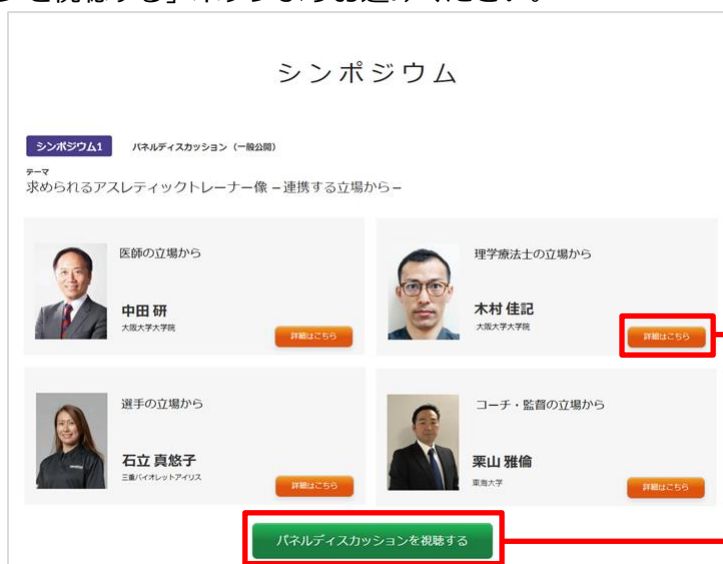 シンポジウム
シンポジウム1 パネルディスカッション（一般公開）
テーマ
求められるアスレティックトレーナー像 – 連携する立場から –
医師の立場から
中田 研
大阪大学大学院
詳細はこちら
理学療法士の立場から
木村 佳記
大阪大学大学院
詳細はこちら
選手の立場から
石立 真悠子
三重バイオレットアイリス
詳細はこちら
コーチ・監督の立場から
栗山 雅倫
東海大学
詳細はこちら
パネルディスカッションを視聴する